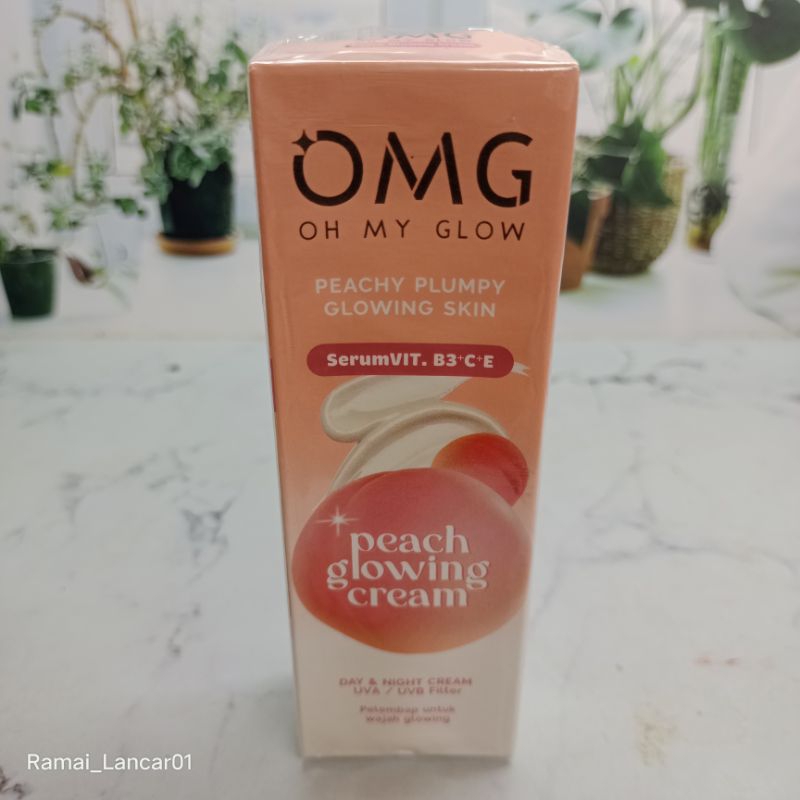 OMG
OMG
OH MY GLOW
PEACHY PLUMPY
GLOWING SKIN
SerumVIT. B3+C+E
peach
glowing
cream
DAY & NIGHT CREAM
UVA / UVB Filter
Pelembap untuk
wajah glowing
Ramai_Lancar01